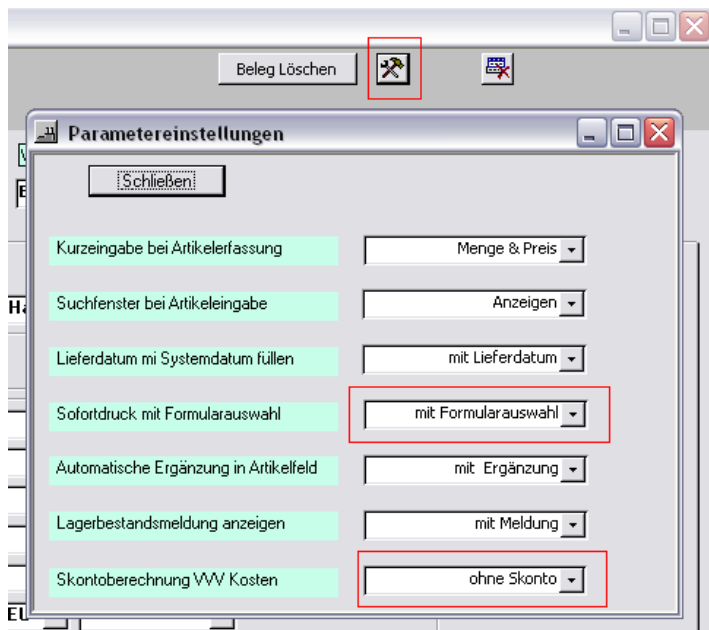 Beleg Löschen
Parametereinstellungen
Schließen
Kurzeingabe bei Artikelerfassung
Menge & Preis
Suchfenster bei Artikeleingabe
Anzeigen
Lieferdatum mi Systemdatum füllen
mit Lieferdatum
Sofortdruck mit Formularauswahl
mit Formularauswahl
Automatische Ergänzung in Artikelfeld
mit Ergänzung
Lagerbestandsmeldung anzeigen
mit Meldung
Skontoberechnung VVV Kosten
ohne Skonto